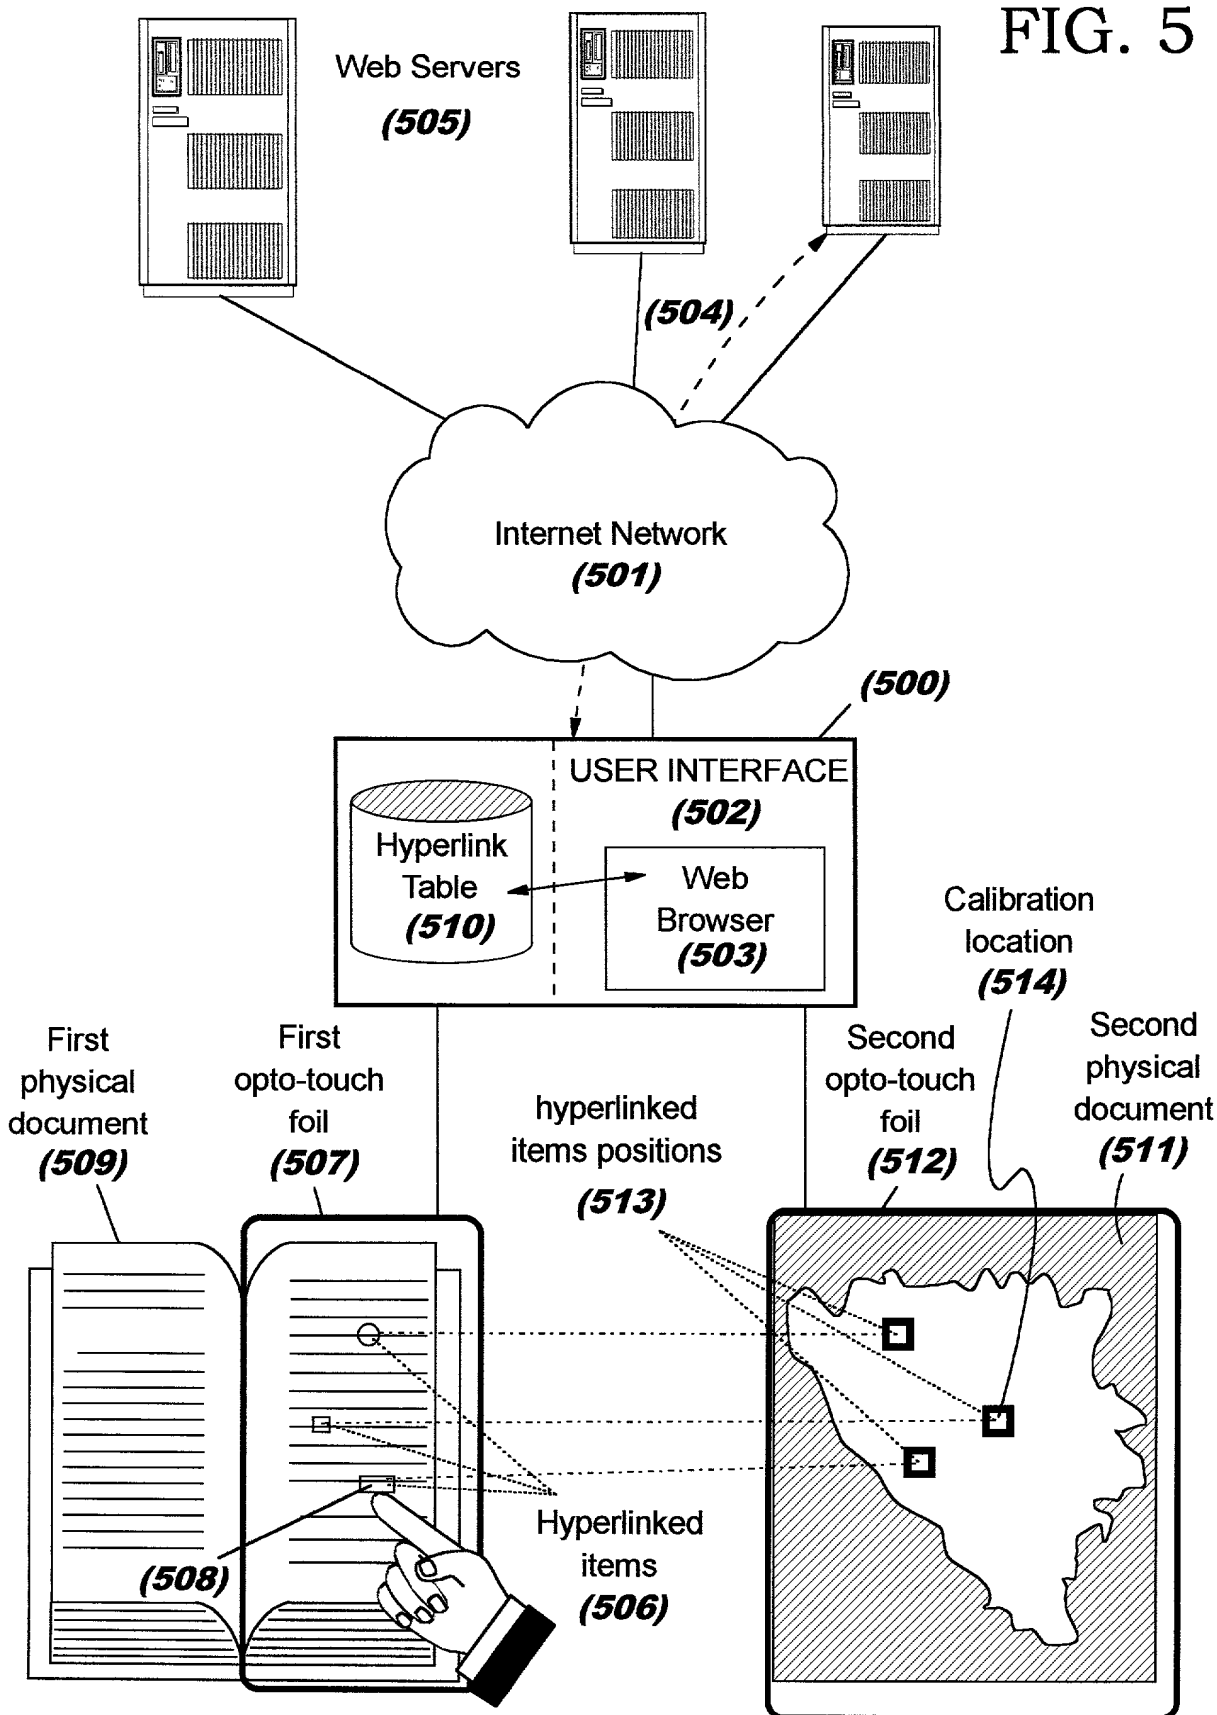 FIG. 5
Web Servers
(505)
(504)
Internet Network
(501)
(500)
USER INTERFACE
(502)
Hyperlink
Table
(510)
Web
Browser
(503)
Calibration
location
(514)
First
physical
document
(509)
First
opto-touch
foil
(507)
hyperlinked
items positions
(513)
Second
opto-touch
foil
(512)
Second
physical
document
(511)
(508)
Hyperlinked
items
(506)